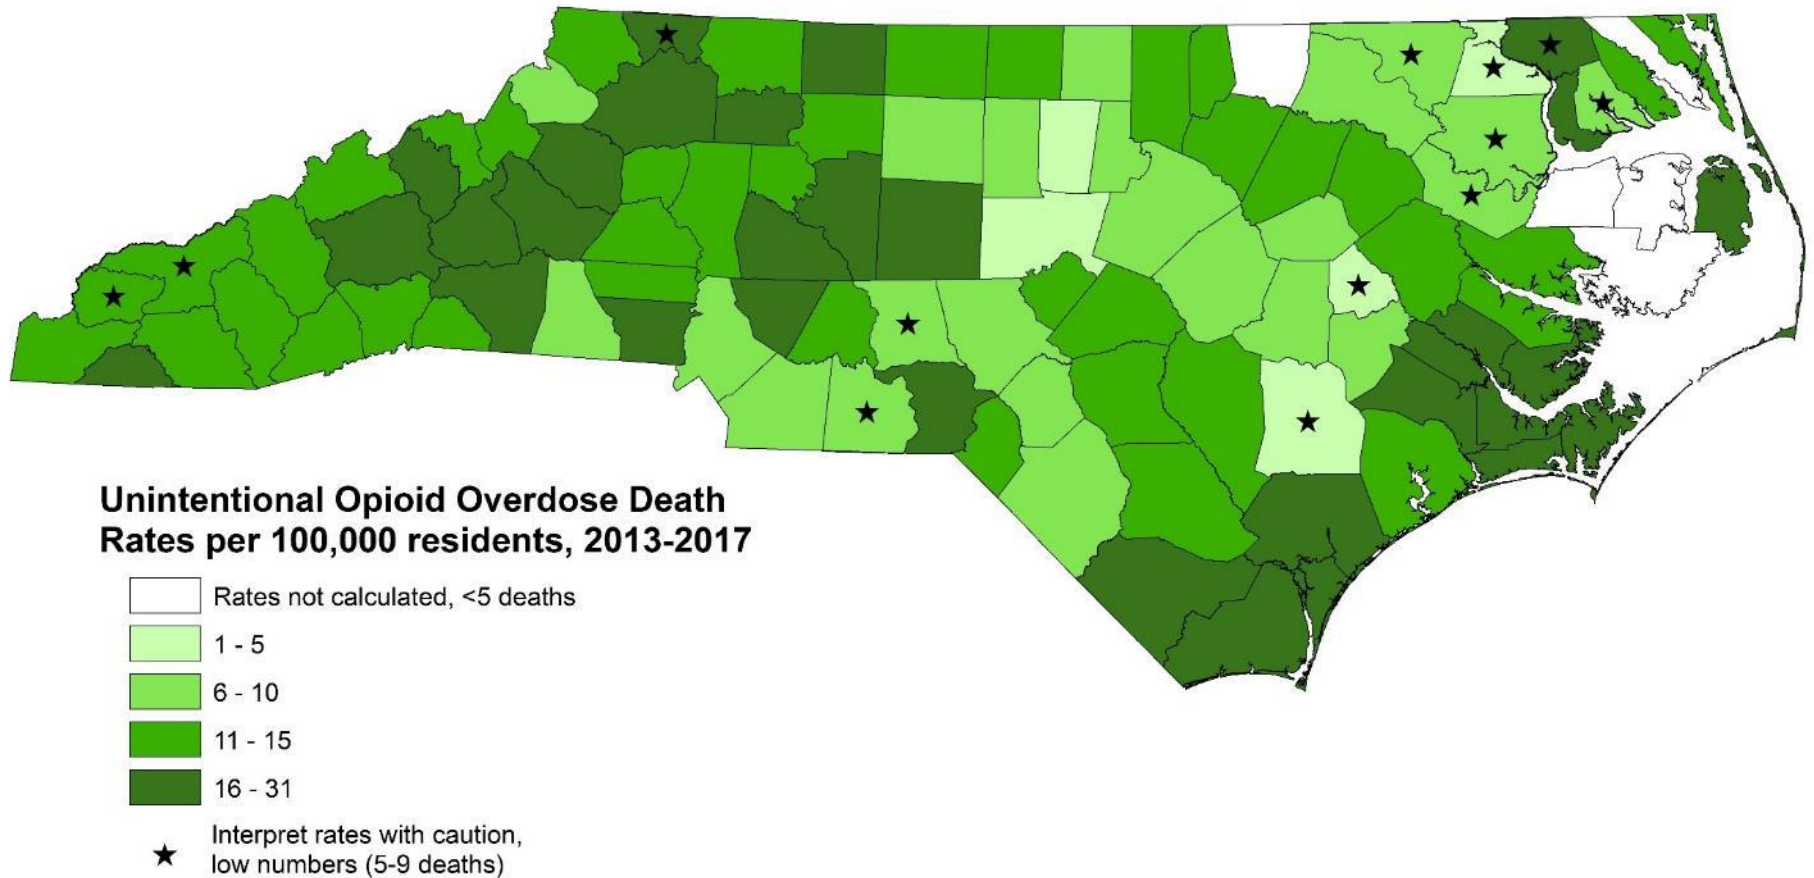 Unintentional Opioid Overdose Death
Rates per 100,000 residents, 2013-2017
Rates not calculated, <5 deaths
1 - 5
6 - 10
11 - 15
16 - 31
Interpret rates with caution,
low numbers (5-9 deaths)